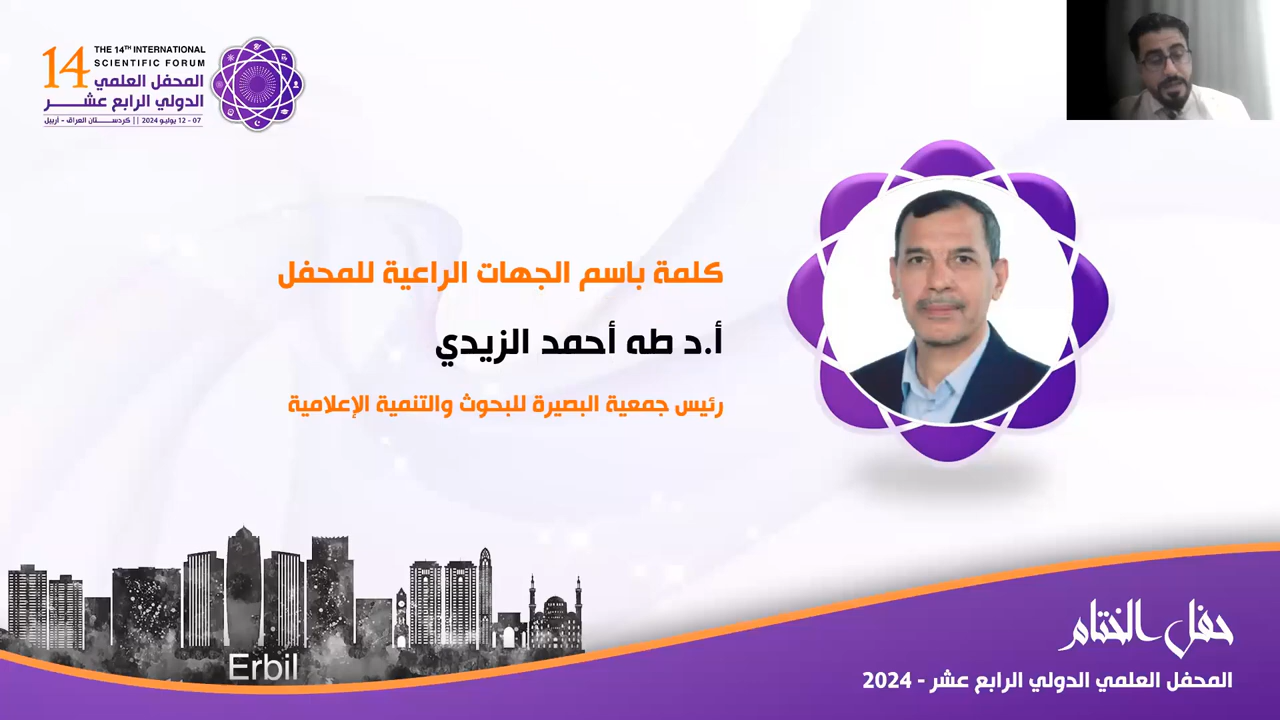 14
THE 14TH INTERNATIONAL
SCIENTIFIC FORUM
المحفل العلمي
الدولي الرابع عشـــــر
07 - 12 يوليو 2024 || كردســـتان العراق - أربيل
كلمة باسم الجهات الراعية للمحفل
أ.د طه أحمد الزيدي
رئيس جمعية البصيرة للبحوث والتنمية الإعلامية
Erbil
حفل الختام
المحفل العلمي الدولي الرابع عشر - 2024